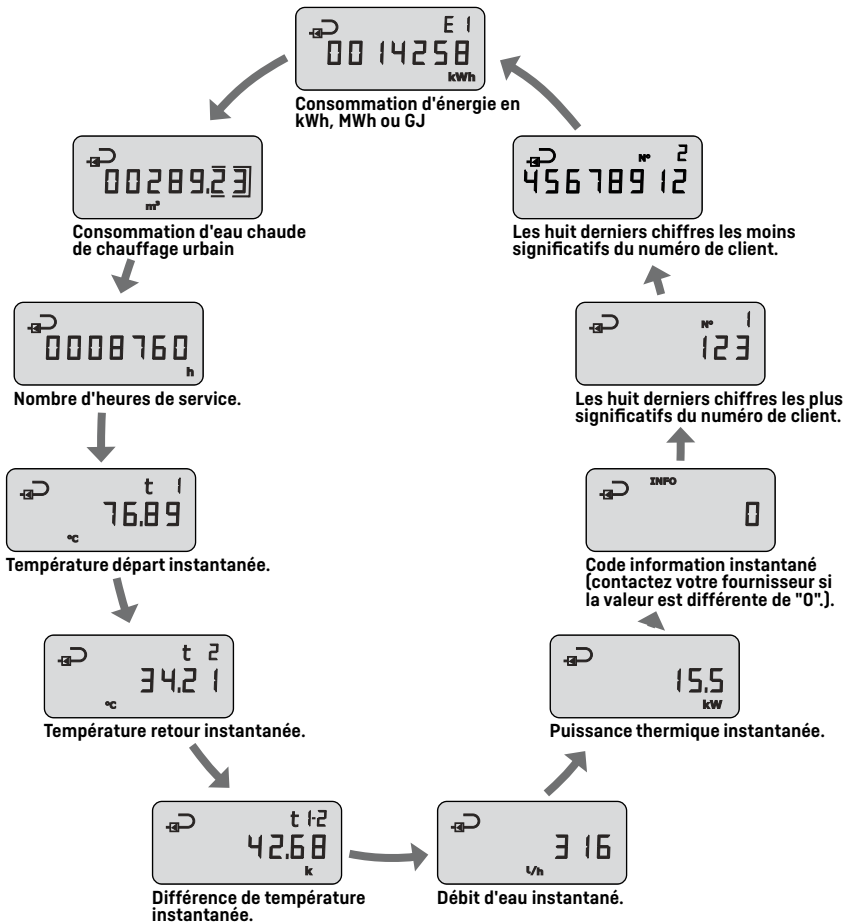 E 1
0014258
kWh
Consommation d'énergie en
kWh, MWh ou GJ
00289.23
m³
Consommation d'eau chaude
de chauffage urbain
0008760
h
Nombre d'heures de service.
t 1
76.89
°C
Température départ instantanée.
t 2
34.21
°C
Température retour instantanée.
t1-2
42.68
k
Différence de température
instantanée.
316
l/h
Débit d'eau instantané.
15.5
kW
Puissance thermique instantanée.
INFO
0
Code information instantané
(contactez votre fournisseur si
la valeur est différente de "0".).
N° 1
123
Les huit derniers chiffres les plus
significatifs du numéro de client.
N° 2
45678912
Les huit derniers chiffres les moins
significatifs du numéro de client.